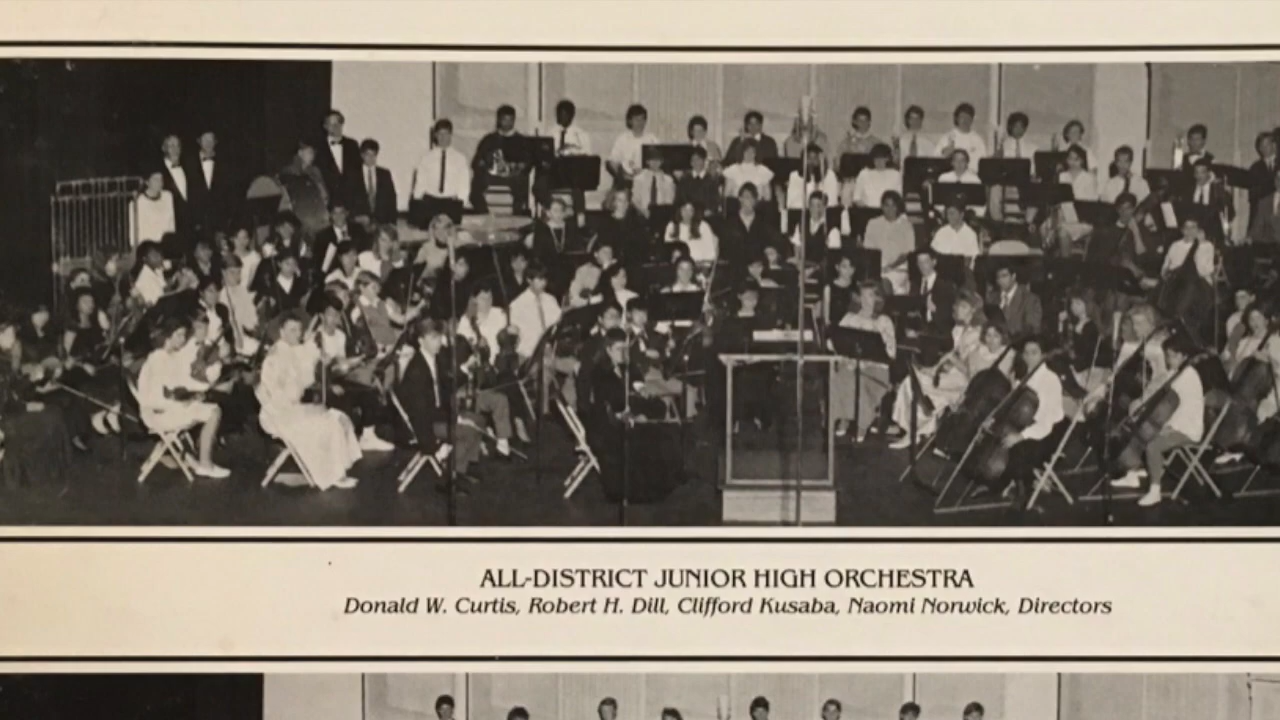 ALL-DISTRICT JUNIOR HIGH ORCHESTRA
Donald W. Curtis, Robert H. Dill, Clifford Kusaba, Naomi Norwick, Directors